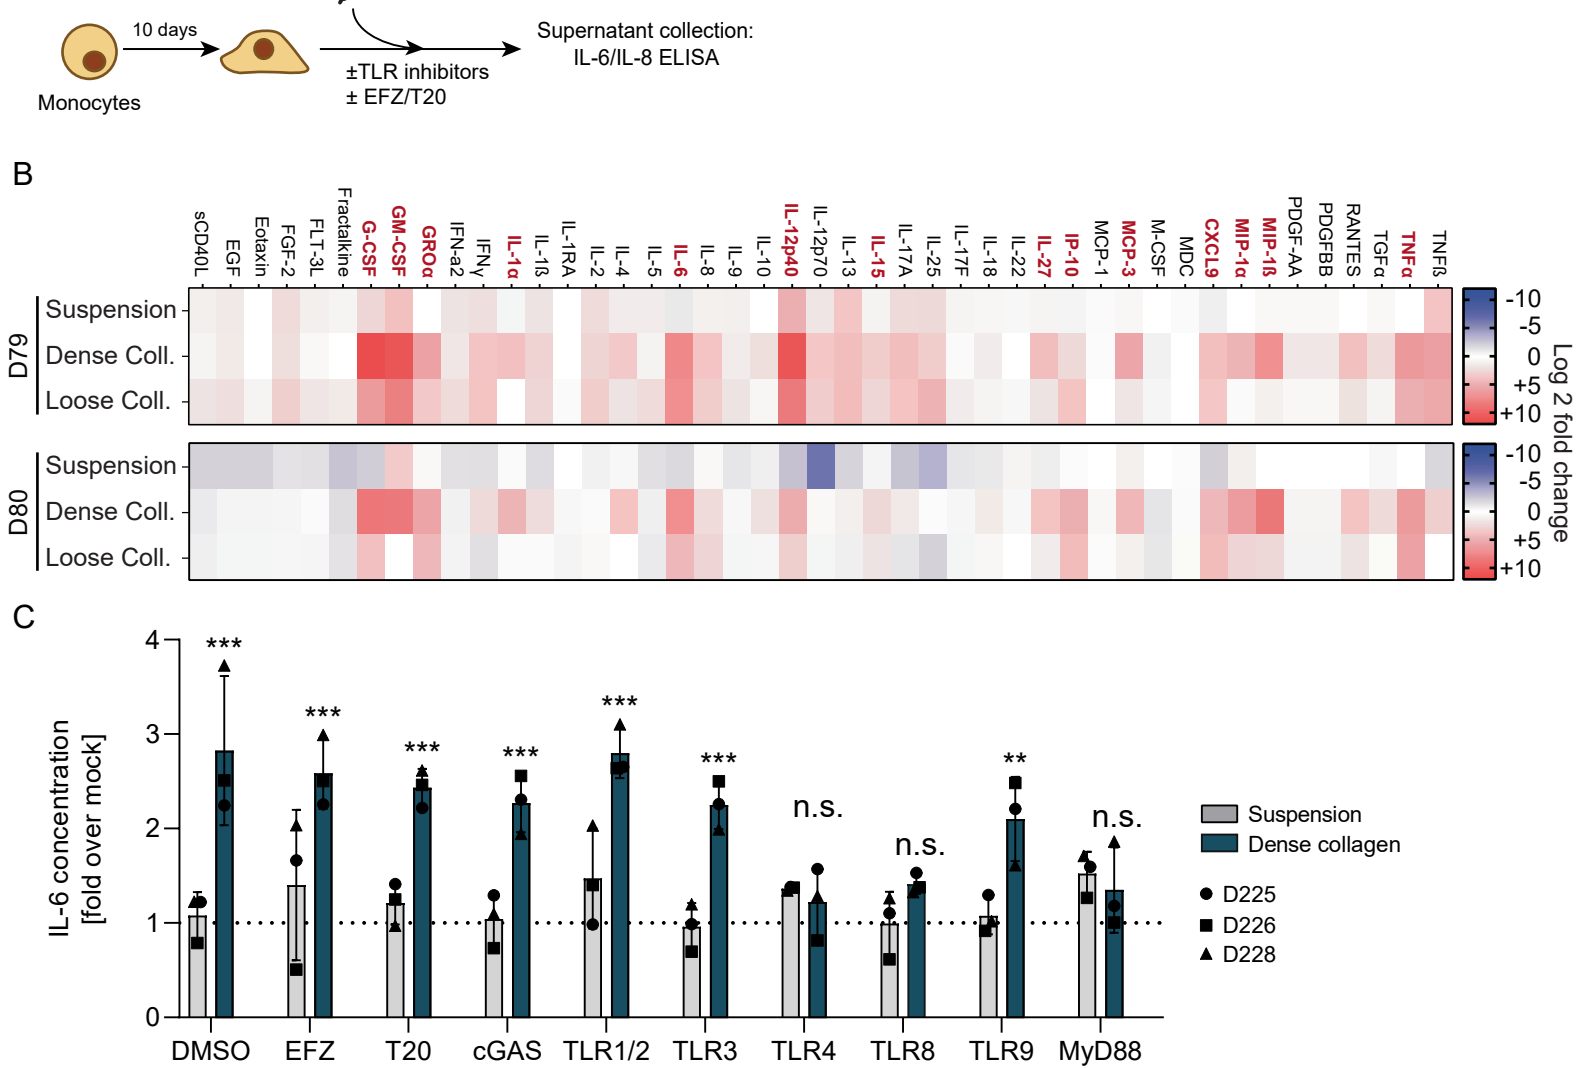 10 days
Monocytes
±TLR inhibitors
± EFZ/T20
Supernatant collection:
IL-6/IL-8 ELISA
B
sCD40L
EGF
Eotaxin
FGF-2
FLT-3L
Fractalkine
G-CSF
GM-CSF
GROα
IFN-a2
IFNγ
IL-1α
IL-1ß
IL-1RA
IL-2
IL-4
IL-5
IL-6
IL-8
IL-9
IL-10
IL-12p40
IL-12p70
IL-13
IL-15
IL-17A
IL-25
IL-17F
IL-18
IL-22
IL-27
IP-10
MCP-1
MCP-3
M-CSF
MDC
CXCL9
MIP-1α
MIP-1ß
PDGF-AA
PDGFBB
RANTES
TGFα
TNFα
TNFß
D79
Suspension
Dense Coll.
Loose Coll.
-10
-5
0
+5
+10
D80
Suspension
Dense Coll.
Loose Coll.
-10
-5
0
+5
+10
Log 2 fold change
C
IL-6 concentration
[fold over mock]
4
3
2
1
0
***
***
***
***
***
***
n.s.
n.s.
**
n.s.
DMSO
EFZ
T20
cGAS
TLR1/2
TLR3
TLR4
TLR8
TLR9
MyD88
Suspension
Dense collagen
D225
D226
D228